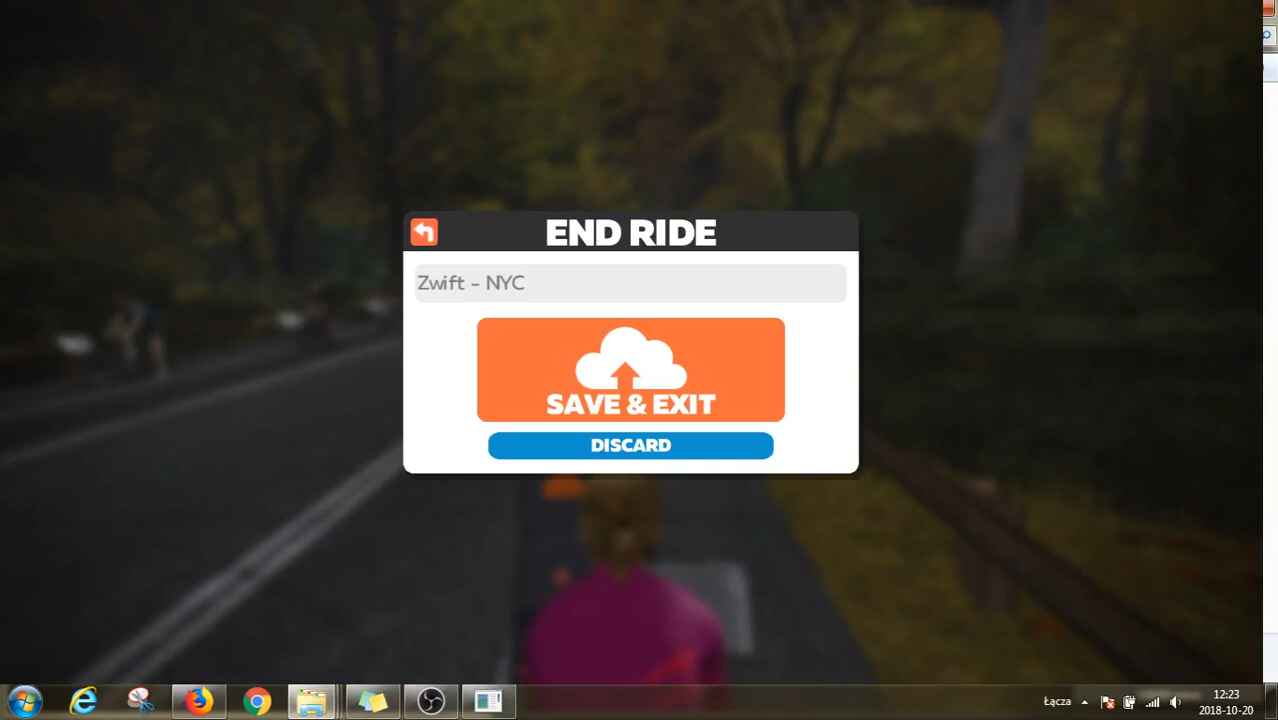 END RIDE
Zwift - NYC
SAVE & EXIT
DISCARD
Łącza
12:23
2018-10-20